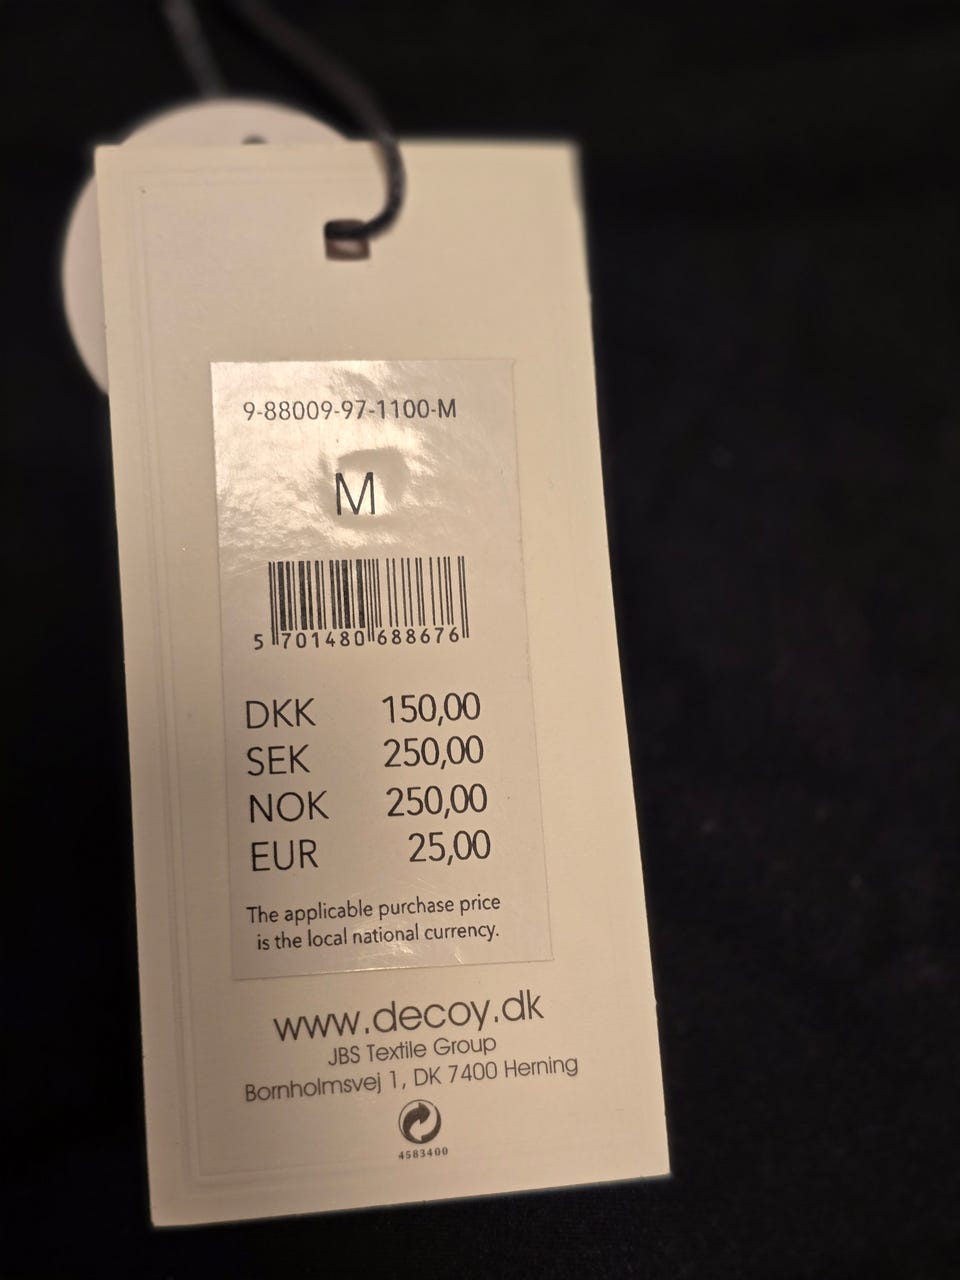 9-88009-97-1100-M
M
5 701480 688676
DKK 150,00
SEK 250,00
NOK 250,00
EUR 25,00
The applicable purchase price
is the local national currency.
www.decoy.dk
JBS Textile Group
Bornholmsvej 1, DK 7400 Herning
4583400